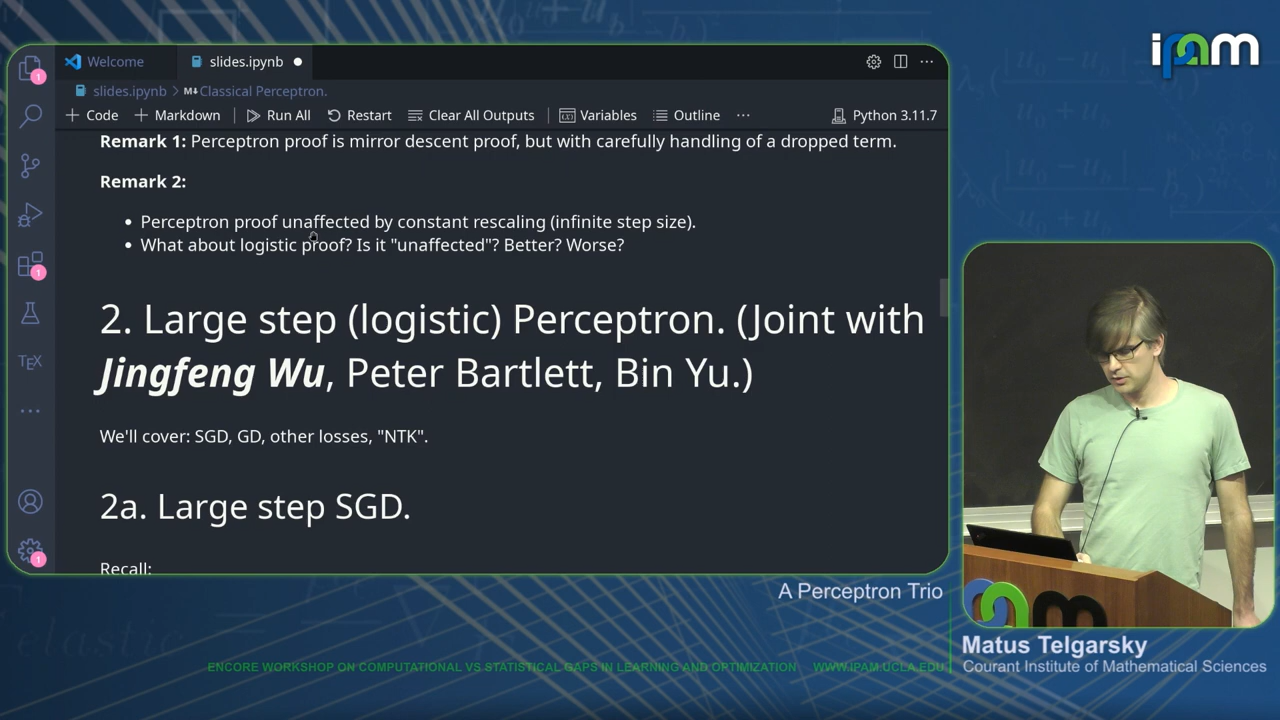 ipam
Welcome
slides.ipynb
slides.ipynb > M↓Classical Perceptron.
+ Code + Markdown Run All Restart Clear All Outputs Variables Outline ··· Python 3.11.7
Remark 1: Perceptron proof is mirror descent proof, but with carefully handling of a dropped term.
Remark 2:
• Perceptron proof unaffected by constant rescaling (infinite step size).
• What about logistic proof? Is it "unaffected"? Better? Worse?
2. Large step (logistic) Perceptron. (Joint with
Jingfeng Wu, Peter Bartlett, Bin Yu.)
We'll cover: SGD, GD, other losses, "NTK".
2a. Large step SGD.
Recall:
1
1
TEX
1
A Perceptron Trio
Matus Telgarsky
Courant Institute of Mathematical Sciences
ENCORE WORKSHOP ON COMPUTATIONAL VS STATISTICAL GAPS IN LEARNING AND OPTIMIZATION WWW.IPAM.UCLA.EDU
elastic